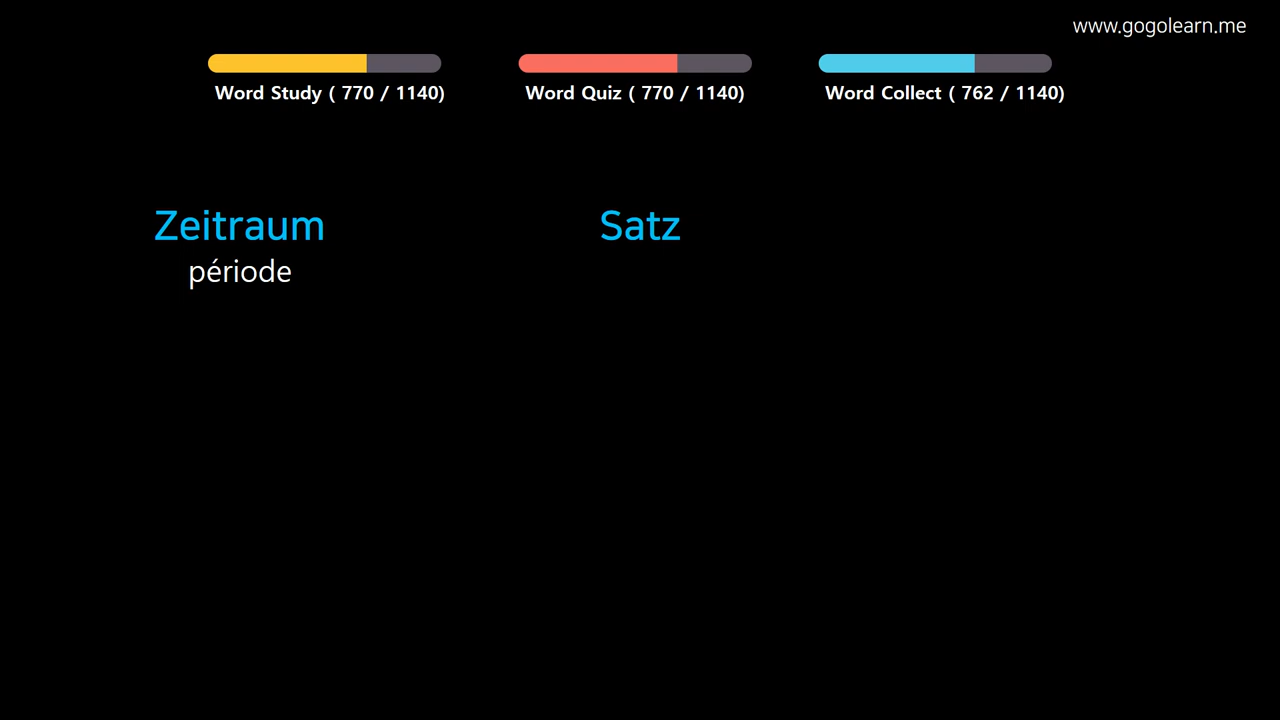 www.gogolearn.me
Word Study ( 770 / 1140)
Word Quiz ( 770 / 1140)
Word Collect ( 762 / 1140)
Zeitraum
période
Satz